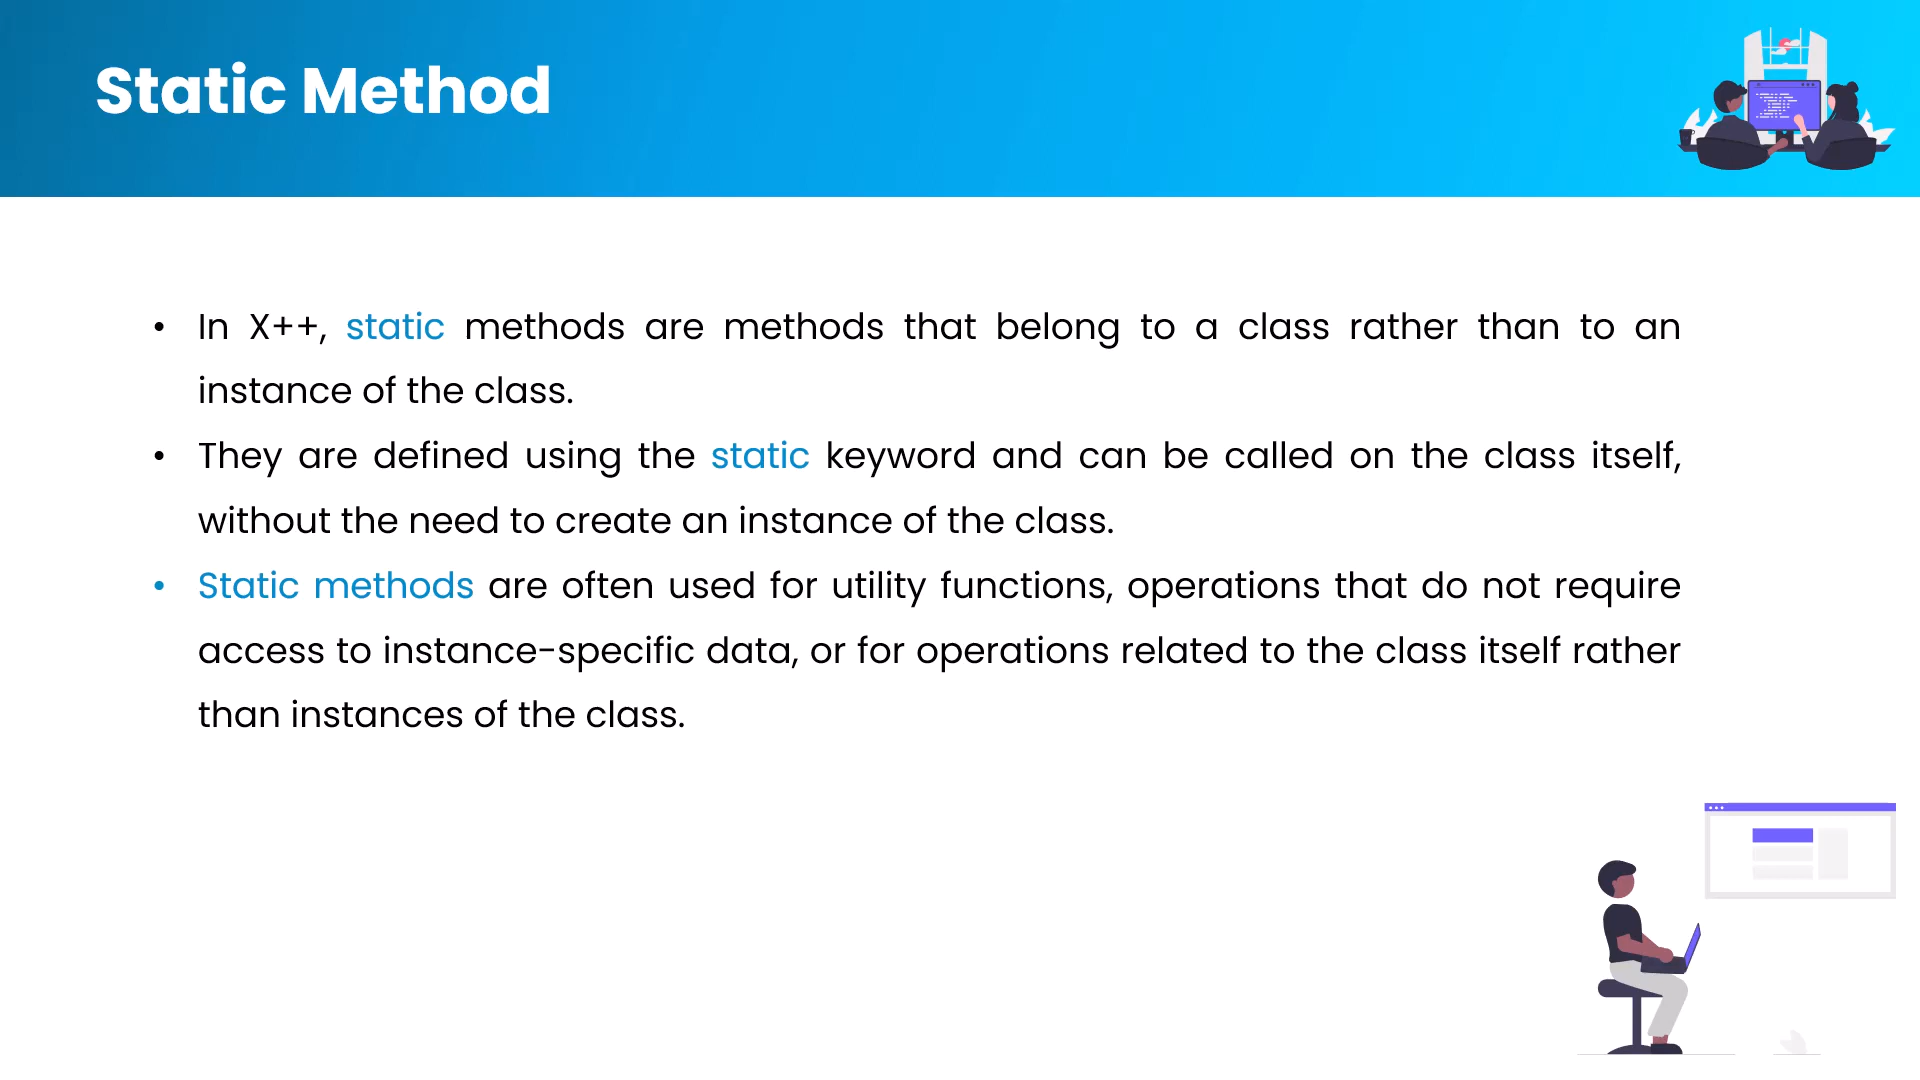 Static Method
• In X++, static methods are methods that belong to a class rather than to an
instance of the class.
• They are defined using the static keyword and can be called on the class itself,
without the need to create an instance of the class.
• Static methods are often used for utility functions, operations that do not require
access to instance-specific data, or for operations related to the class itself rather
than instances of the class.